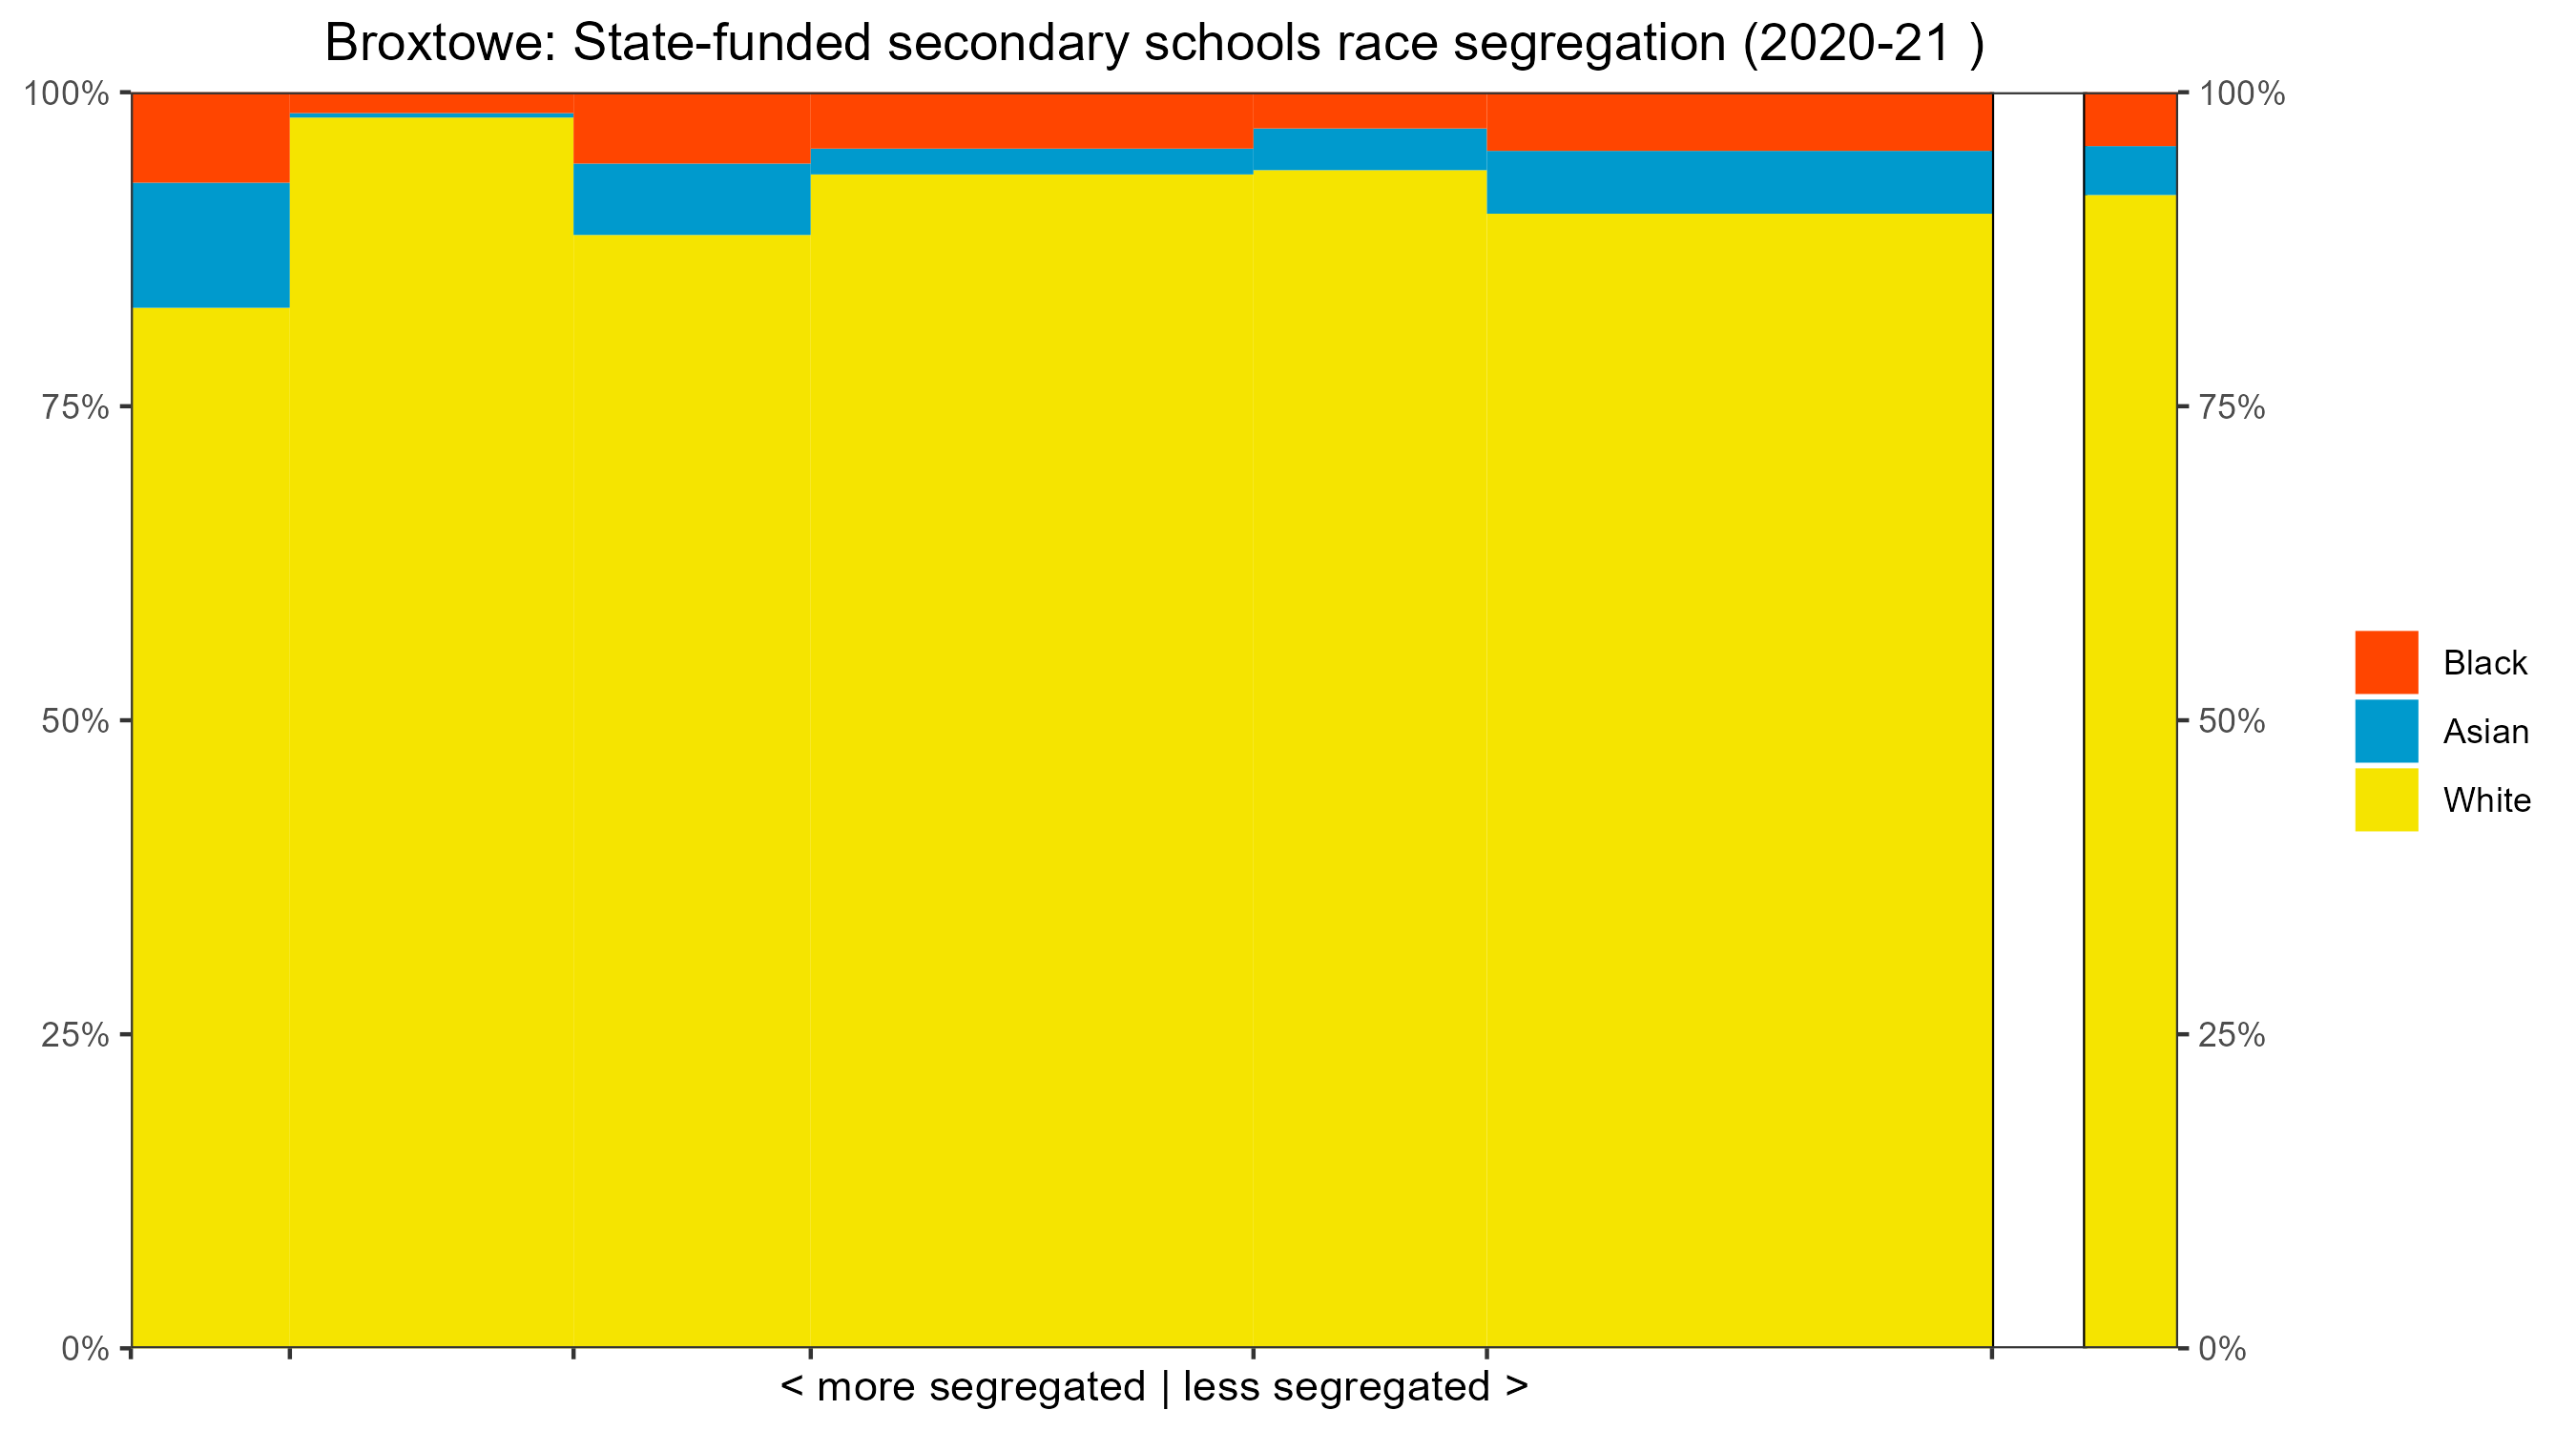 Broxtowe: State-funded secondary schools race segregation (2020-21 )
100%
75%
50%
25%
0%
100%
75%
50%
25%
0%
Black
Asian
White
< more segregated | less segregated >